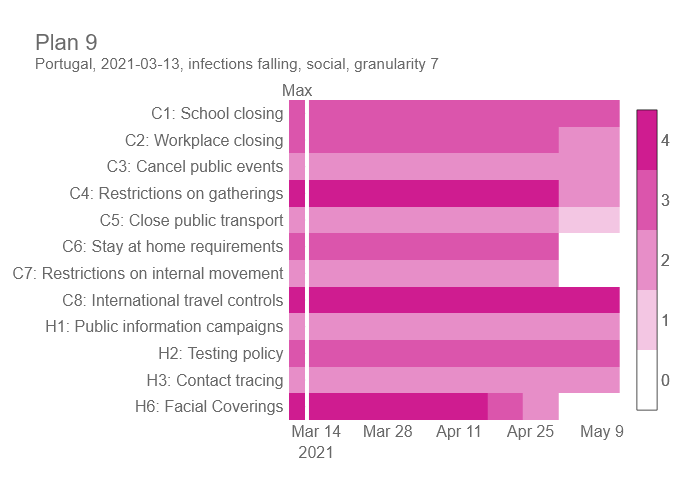 Plan 9
Portugal, 2021-03-13, infections falling, social, granularity 7
Max
C1: School closing
C2: Workplace closing
C3: Cancel public events
C4: Restrictions on gatherings
C5: Close public transport
C6: Stay at home requirements
C7: Restrictions on internal movement
C8: International travel controls
H1: Public information campaigns
H2: Testing policy
H3: Contact tracing
H6: Facial Coverings
Mar 14 Mar 28 Apr 11 Apr 25 May 9
2021
4
3
2
1
0